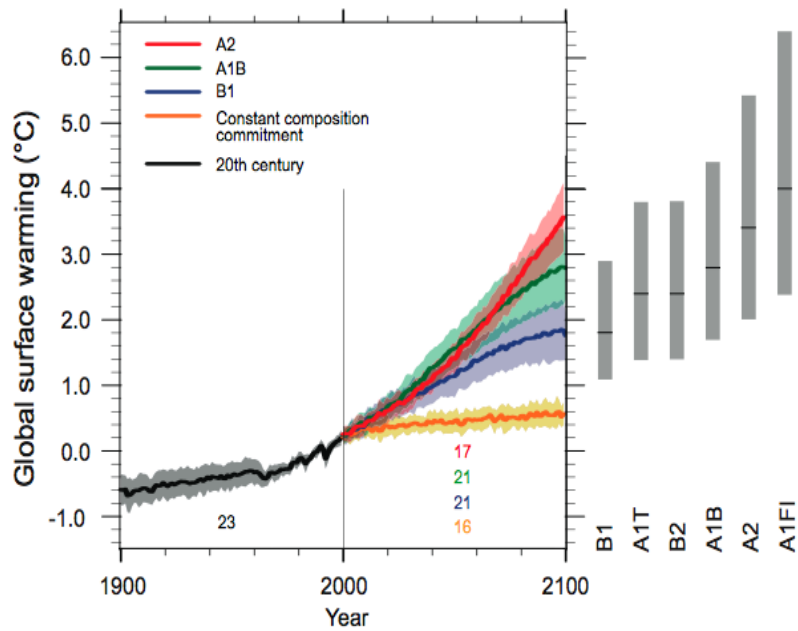 A2
A1B
B1
Constant composition
commitment
20th century
Global surface warming (°C)
6.0
5.0
4.0
3.0
2.0
1.0
0.0
-1.0
17
21
21
16
23
1900
2000
2100
Year
B1
A1T
B2
A1B
A2
A1FI